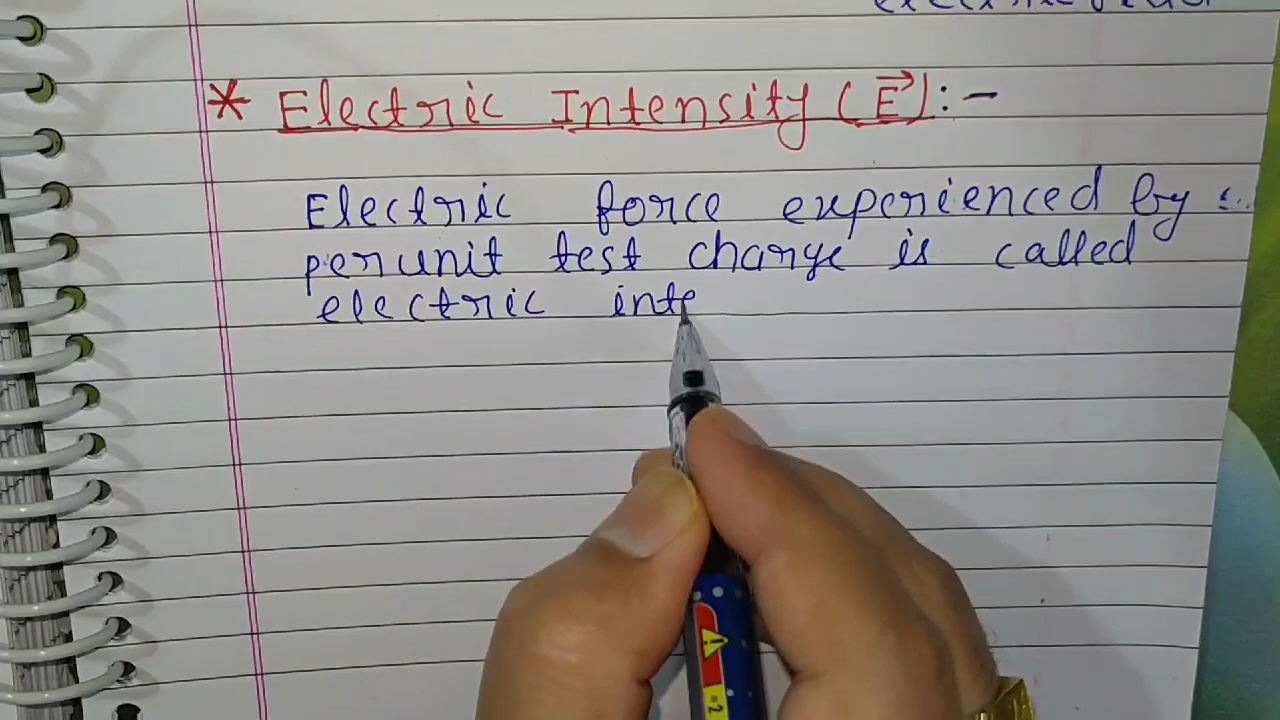 * Electric Intensity (E⃗):-
Electric force experienced by
per unit test charge is called
electric inte